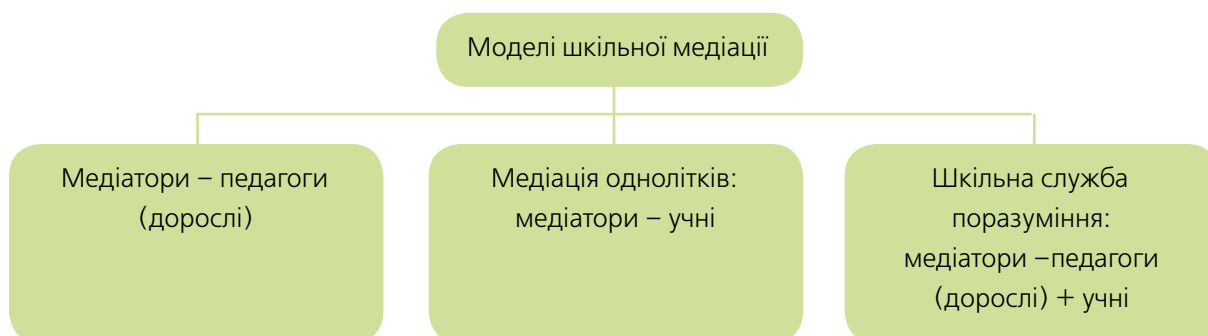 Моделі шкільної медіації
Медіатори – педагоги
(дорослі)
Медіація однолітків:
медіатори – учні
Шкільна служба
поразуміння:
медіатори –педагоги
(дорослі) + учні